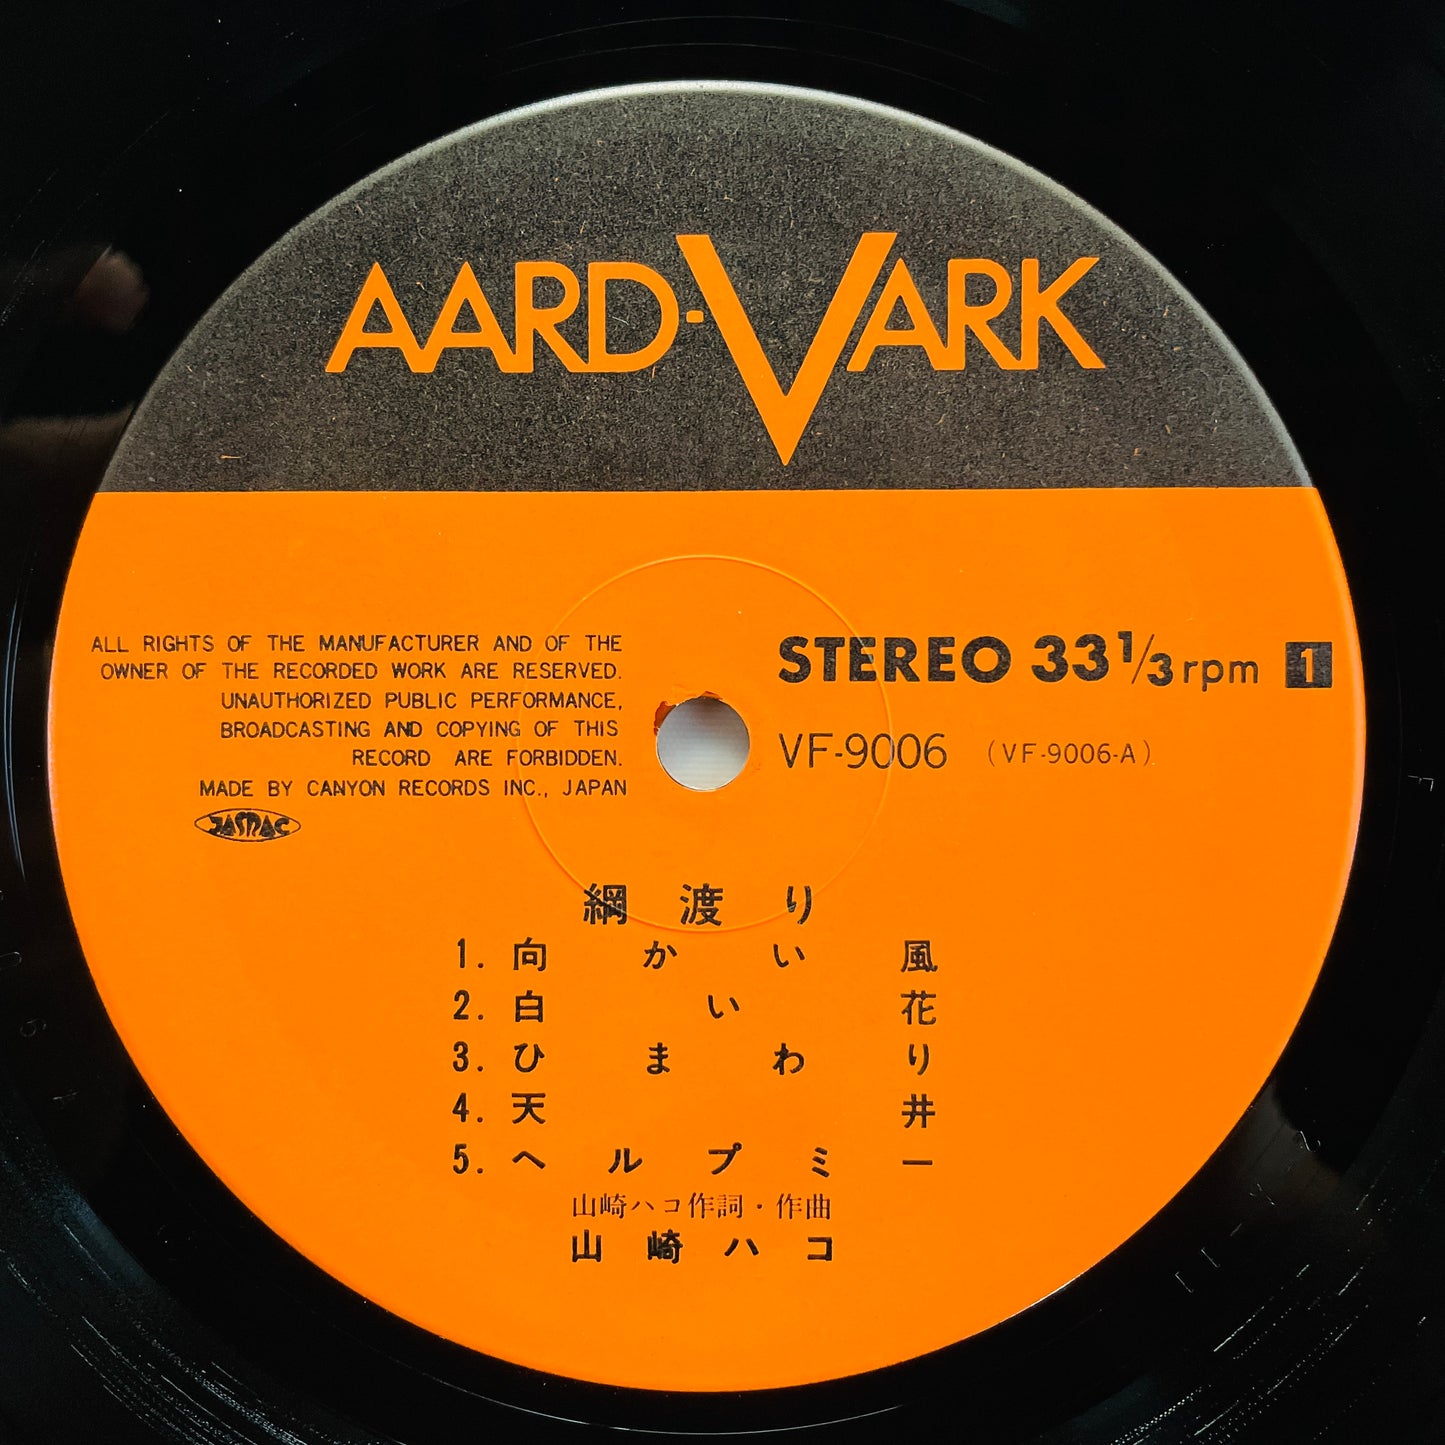 AARD-VARK
ALL RIGHTS OF THE MANUFACTURER AND OF THE
OWNER OF THE RECORDED WORK ARE RESERVED.
UNAUTHORIZED PUBLIC PERFORMANCE,
BROADCASTING AND COPYING OF THIS
RECORD ARE FORBIDDEN.
MADE BY CANYON RECORDS INC., JAPAN
JASRAC
STEREO 33 1/3 rpm 1
VF-9006 (VF-9006-A)
綱渡り
1. 向かい風
2. 白い花
3. ひまわり
4. 天井
5. ヘルプミー
山崎ハコ作詞・作曲
山崎ハコ